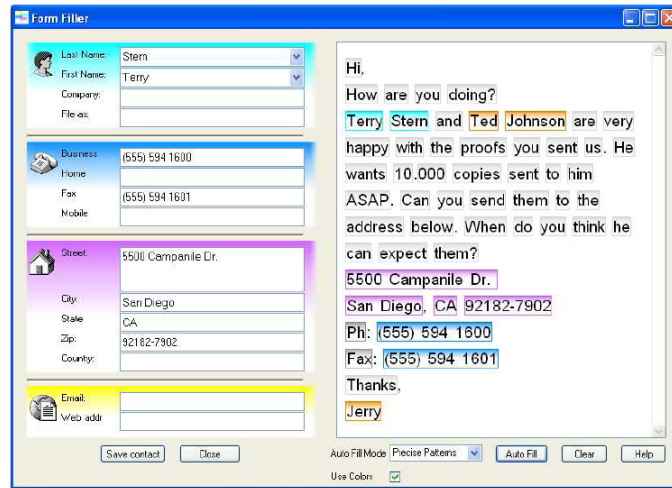 Form Filler
Last Name: Stern
First Name: Terry
Company:
File as:
Business (555) 594 1600
Home
Fax (555) 594 1601
Mobile
Street: 5500 Campanile Dr.
City: San Diego
State CA
Zip: 92182-7902
Country:
Email:
Web addr
Save contact Close
Hi,
How are you doing?
Terry Stern and Ted Johnson are very
happy with the proofs you sent us. He
wants 10.000 copies sent to him
ASAP. Can you send them to the
address below. When do you think he
can expect them?
5500 Campanile Dr.
San Diego, CA 92182-7902
Ph: (555) 594 1600
Fax: (555) 594 1601
Thanks,
Jerry
Auto Fill Mode Precise Patterns Auto Fill Clear Help
Use Colors